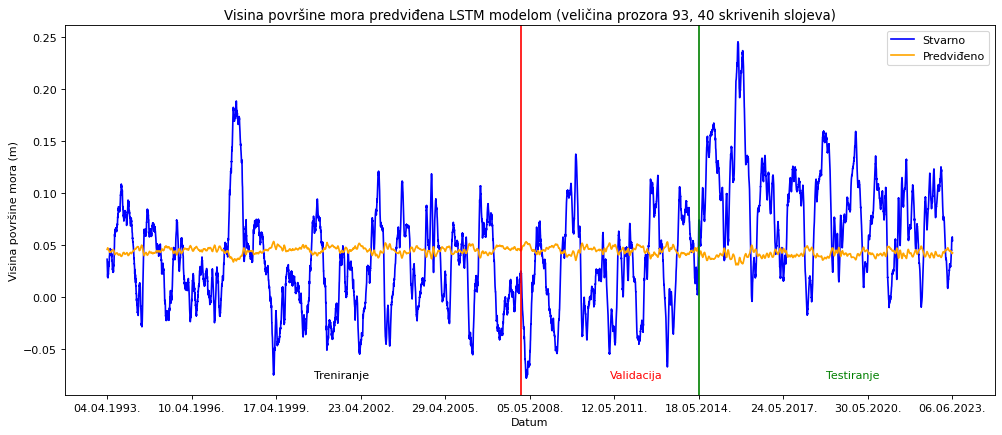 Visina površine mora predviđena LSTM modelom (veličina prozora 93, 40 skrivenih slojeva)
Stvarno
Predviđeno
Visina površine mora (m)
0.25
0.20
0.15
0.10
0.05
0.00
−0.05
Treniranje
Validacija
Testiranje
04.04.1993.
10.04.1996.
17.04.1999.
23.04.2002.
29.04.2005.
05.05.2008.
12.05.2011.
18.05.2014.
24.05.2017.
30.05.2020.
06.06.2023.
Datum